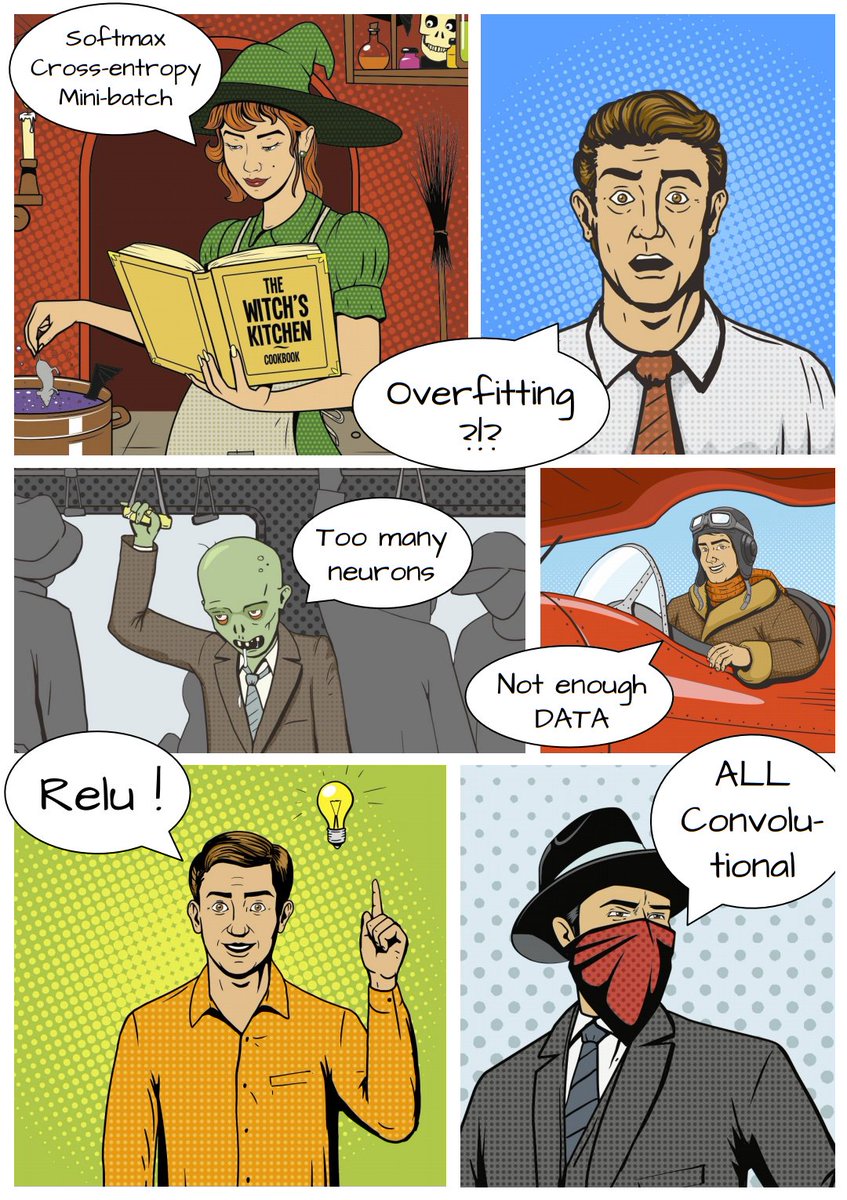 Softmax
Cross-entropy
Mini-batch
THE
WITCH'S
KITCHEN
COOKBOOK
Overfitting
?!?
Too many
neurons
Not enough
DATA
Relu !
ALL
Convolu-
tional